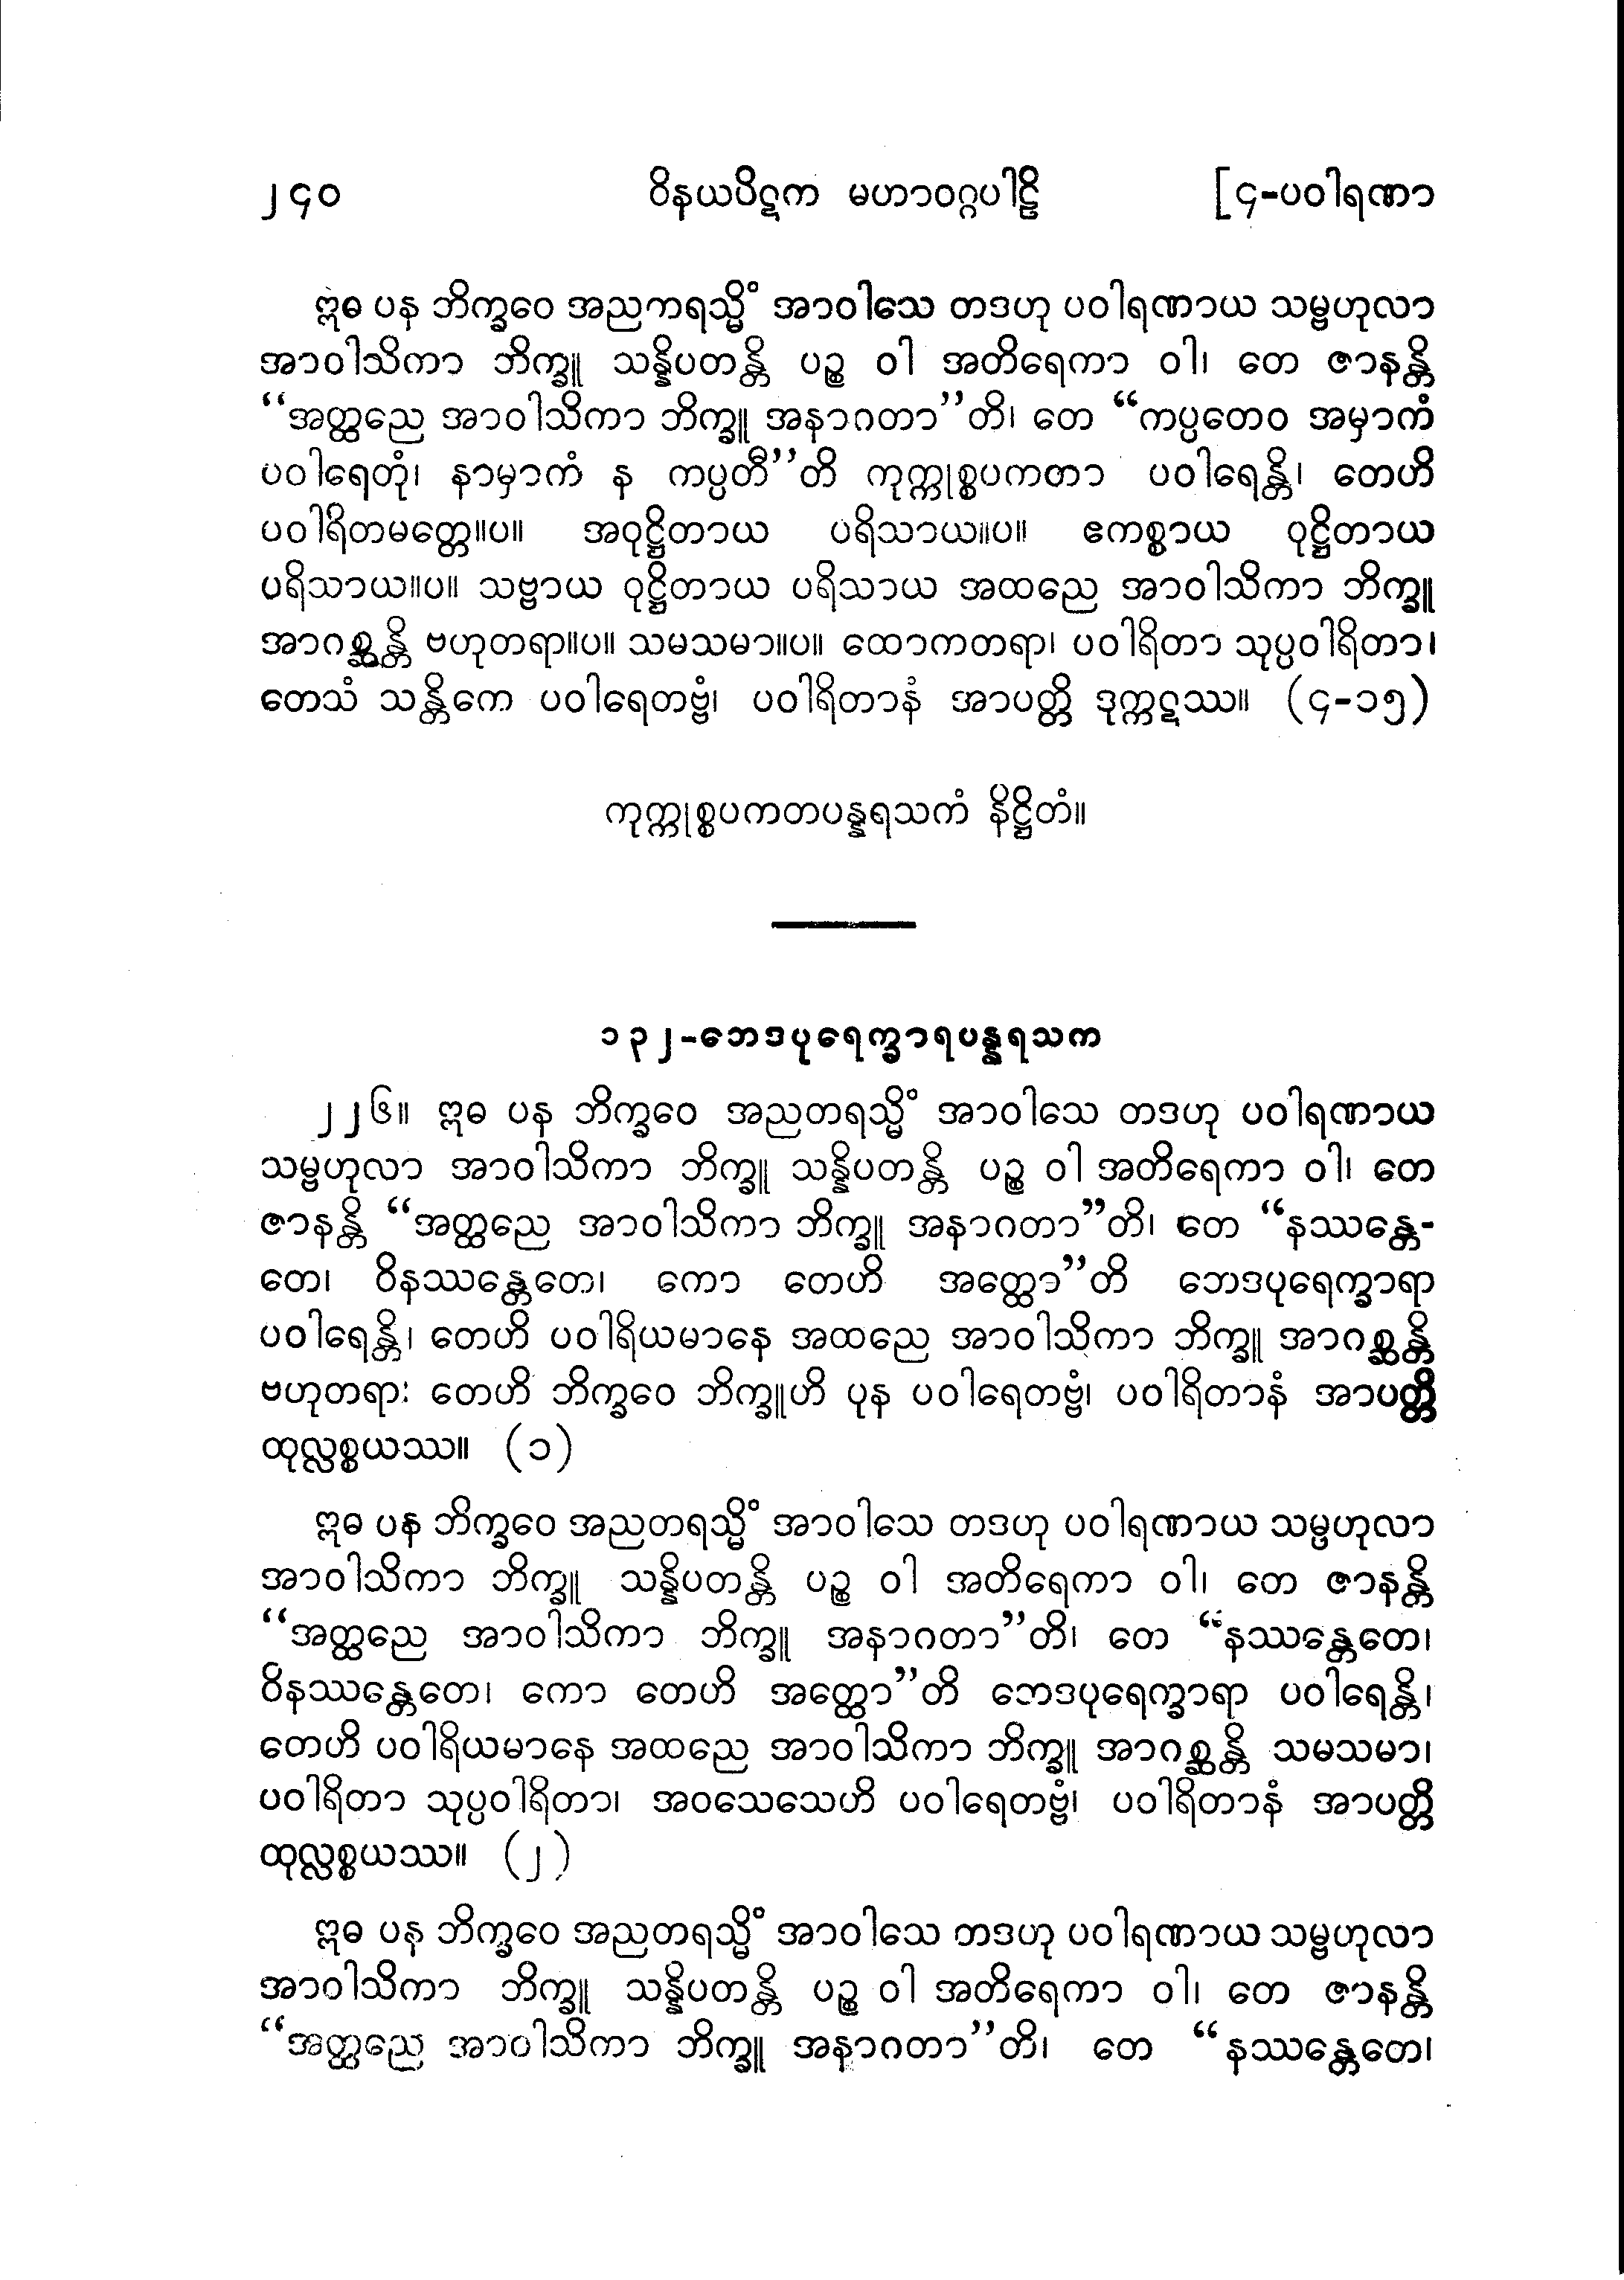 ၂၄၀ ဝိနယပိဋက မဟာဝဂ္ဂပါဠိ [၄-ပဝါရဏာ
ဣဓ ပန ဘိက္ခဝေ အညတရသ္မိံ အာဝါသေ တဒဟု ပဝါရဏာယ သမ္ဗဟုလာ
အာဝါသိကာ ဘိက္ခူ သန္နိပတန္တိ ပဉ္စ ဝါ အတိရေကာ ဝါ၊ တေ ဇာနန္တိ
“အတ္ထညေ အာဝါသိကာ ဘိက္ခူ အနာဂတာ”တိ၊ တေ “ကပ္ပတေဝ အမှာကံ
ပဝါရေတုံ၊ နာမှာကံ န ကပ္ပတီ”တိ ကုက္ကုစ္စပကတာ ပဝါရေန္တိ၊ တေဟိ
ပဝါရိတမတ္တေ။ပ။ အဝုဋ္ဌိတာယ ပရိသာယ။ပ။ ဧကစ္စာယ ဝုဋ္ဌိတာယ
ပရိသာယ။ပ။ သဗ္ဗာယ ဝုဋ္ဌိတာယ ပရိသာယ အထညေ အာဝါသိကာ ဘိက္ခူ
အာဂစ္ဆန္တိ ဗဟုတရာ။ပ။ သမသမာ။ပ။ ထောကတရာ၊ ပဝါရိတာ သုပ္ပဝါရိတာ၊
တေသံ သန္တိကေ ပဝါရေတဗ္ဗံ၊ ပဝါရိတာနံ အာပတ္တိ ဒုက္ကဋဿ။ (၄-၁၅)
ကုက္ကုစ္စပကတပန္နရသကံ နိဋ္ဌိတံ။
၁၃၂-ဘေဒပုရေက္ခာရပန္နရသက
၂၂၆။ ဣဓ ပန ဘိက္ခဝေ အညတရသ္မိံ အာဝါသေ တဒဟု ပဝါရဏာယ
သမ္ဗဟုလာ အာဝါသိကာ ဘိက္ခူ သန္နိပတန္တိ ပဉ္စ ဝါ အတိရေကာ ဝါ၊ တေ
ဇာနန္တိ “အတ္ထညေ အာဝါသိကာ ဘိက္ခူ အနာဂတာ”တိ၊ တေ “နဿန္တေ-
တေ၊ ဝိနဿန္တေတေ၊ ကော တေဟိ အတ္ထော”တိ ဘေဒပုရေက္ခာရာ
ပဝါရေန္တိ၊ တေဟိ ပဝါရိယမာနေ အထညေ အာဝါသိကာ ဘိက္ခူ အာဂစ္ဆန္တိ
ဗဟုတရာ၊ တေဟိ ဘိက္ခဝေ ဘိက္ခူဟိ ပုန ပဝါရေတဗ္ဗံ၊ ပဝါရိတာနံ အာပတ္တိ
ထုလ္လစ္စယဿ။ (၁)
ဣဓ ပန ဘိက္ခဝေ အညတရသ္မိံ အာဝါသေ တဒဟု ပဝါရဏာယ သမ္ဗဟုလာ
အာဝါသိကာ ဘိက္ခူ သန္နိပတန္တိ ပဉ္စ ဝါ အတိရေကာ ဝါ၊ တေ ဇာနန္တိ
“အတ္ထညေ အာဝါသိကာ ဘိက္ခူ အနာဂတာ”တိ၊ တေ “နဿန္တေတေ၊
ဝိနဿန္တေတေ၊ ကော တေဟိ အတ္ထော”တိ ဘေဒပုရေက္ခာရာ ပဝါရေန္တိ၊
တေဟိ ပဝါရိယမာနေ အထညေ အာဝါသိကာ ဘိက္ခူ အာဂစ္ဆန္တိ သမသမာ၊
ပဝါရိတာ သုပ္ပဝါရိတာ၊ အဝသေသေဟိ ပဝါရေတဗ္ဗံ၊ ပဝါရိတာနံ အာပတ္တိ
ထုလ္လစ္စယဿ။ (၂)
ဣဓ ပန ဘိက္ခဝေ အညတရသ္မိံ အာဝါသေ တဒဟု ပဝါရဏာယ သမ္ဗဟုလာ
အာဝါသိကာ ဘိက္ခူ သန္နိပတန္တိ ပဉ္စ ဝါ အတိရေကာ ဝါ၊ တေ ဇာနန္တိ
“အတ္ထညေ အာဝါသိကာ ဘိက္ခူ အနာဂတာ”တိ၊ တေ “နဿန္တေတေ၊